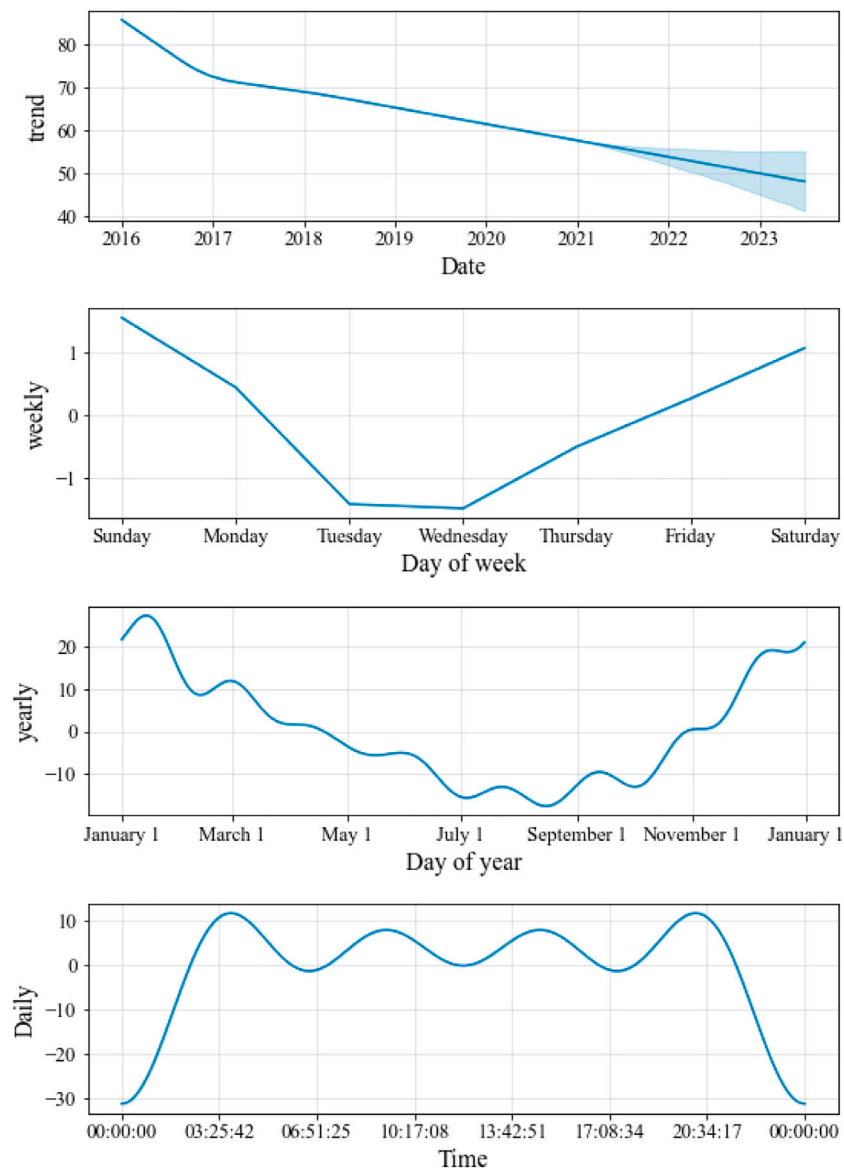 80
70
60
50
40
trend
2016 2017 2018 2019 2020 2021 2022 2023
Date
1
0
−1
weekly
Sunday Monday Tuesday Wednesday Thursday Friday Saturday
Day of week
20
10
0
−10
yearly
January 1 March 1 May 1 July 1 September 1 November 1 January 1
Day of year
10
0
−10
−20
−30
Daily
00:00:00 03:25:42 06:51:25 10:17:08 13:42:51 17:08:34 20:34:17 00:00:00
Time